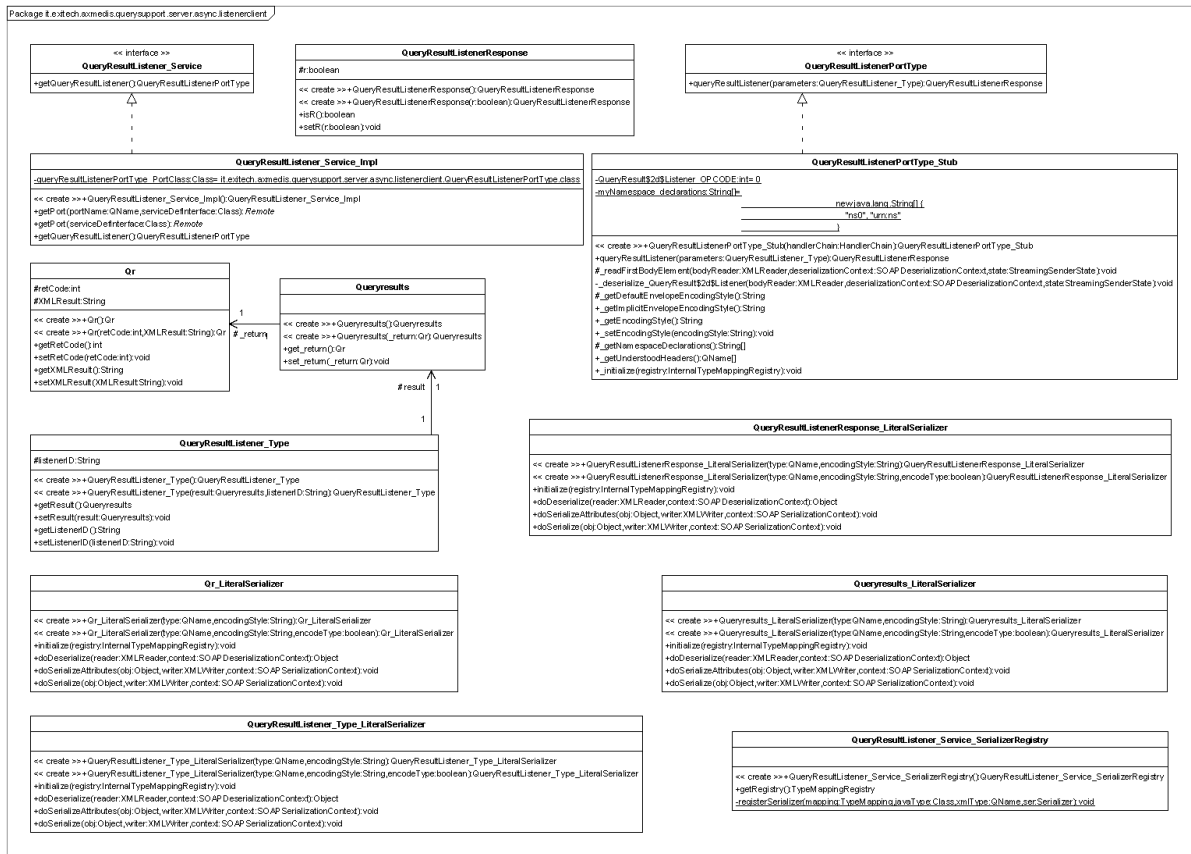 Package it.exitech.axmedis.querysupport.server.async.listenerclient
<< interface >>
QueryResultListener_Service
+getQueryResultListener():QueryResultListenerPortType
QueryResultListenerResponse
#r:boolean
<< create >>+QueryResultListenerResponse():QueryResultListenerResponse
<< create >>+QueryResultListenerResponse(r:boolean):QueryResultListenerResponse
+isR():boolean
+setR(r:boolean):void
<< interface >>
QueryResultListenerPortType
+queryResultListener(parameters:QueryResultListener_Type):QueryResultListenerResponse
QueryResultListener_Service_Impl
-queryResultListenerPortType_PortClass:Class= it.exitech.axmedis.querysupport.server.async.listenerclient.QueryResultListenerPortType.class
<< create >>+QueryResultListener_Service_Impl():QueryResultListener_Service_Impl
+getPort(portName:QName,serviceDefInterface:Class): Remote
+getPort(serviceDefInterface:Class): Remote
+getQueryResultListener():QueryResultListenerPortType
QueryResultListenerPortType_Stub
-QueryResult$2d$Listener_OPCODE:int= 0
-myNamespace_declarations:String[]=
new java.lang.String[] {
"ns0", "urn:ns"
}
<< create >>+QueryResultListenerPortType_Stub(handlerChain:HandlerChain):QueryResultListenerPortType_Stub
+queryResultListener(parameters:QueryResultListener_Type):QueryResultListenerResponse
#_readFirstBodyElement(bodyReader:XMLReader,deserializationContext:SOAPDeserializationContext,state:StreamingSenderState):void
-_deserialize_QueryResult$2d$Listener(bodyReader:XMLReader,deserializationContext:SOAPDeserializationContext,state:StreamingSenderState):void
#_getDefaultEnvelopeEncodingStyle():String
+_getImplicitEnvelopeEncodingStyle():String
+_getEncodingStyle():String
+_setEncodingStyle(encodingStyle:String):void
#_getNamespaceDeclarations():String[]
+_getUnderstoodHeaders():QName[]
+_initialize(registry:InternalTypeMappingRegistry):void
Qr
#retCode:int
#XMLResult:String
<< create >>+Qr():Qr
<< create >>+Qr(retCode:int,XMLResult:String):Qr
+getRetCode():int
+setRetCode(retCode:int):void
+getXMLResult():String
+setXMLResult(XMLResult:String):void
1
#_return
Queryresults
<< create >>+Queryresults():Queryresults
<< create >>+Queryresults(_return:Qr):Queryresults
+get_return():Qr
+set_return(_return:Qr):void
#result
1
1
QueryResultListener_Type
#listenerID:String
<< create >>+QueryResultListener_Type():QueryResultListener_Type
<< create >>+QueryResultListener_Type(result:Queryresults,listenerID:String):QueryResultListener_Type
+getResult():Queryresults
+setResult(result:Queryresults):void
+getListenerID():String
+setListenerID(listenerID:String):void
QueryResultListenerResponse_LiteralSerializer
<< create >>+QueryResultListenerResponse_LiteralSerializer(type:QName,encodingStyle:String):QueryResultListenerResponse_LiteralSerializer
<< create >>+QueryResultListenerResponse_LiteralSerializer(type:QName,encodingStyle:String,encodeType:boolean):QueryResultListenerResponse_LiteralSerializer
+initialize(registry:InternalTypeMappingRegistry):void
+doDeserialize(reader:XMLReader,context:SOAPDeserializationContext):Object
+doSerializeAttributes(obj:Object,writer:XMLWriter,context:SOAPSerializationContext):void
+doSerialize(obj:Object,writer:XMLWriter,context:SOAPSerializationContext):void
Qr_LiteralSerializer
<< create >>+Qr_LiteralSerializer(type:QName,encodingStyle:String):Qr_LiteralSerializer
<< create >>+Qr_LiteralSerializer(type:QName,encodingStyle:String,encodeType:boolean):Qr_LiteralSerializer
+initialize(registry:InternalTypeMappingRegistry):void
+doDeserialize(reader:XMLReader,context:SOAPDeserializationContext):Object
+doSerializeAttributes(obj:Object,writer:XMLWriter,context:SOAPSerializationContext):void
+doSerialize(obj:Object,writer:XMLWriter,context:SOAPSerializationContext):void
Queryresults_LiteralSerializer
<< create >>+Queryresults_LiteralSerializer(type:QName,encodingStyle:String):Queryresults_LiteralSerializer
<< create >>+Queryresults_LiteralSerializer(type:QName,encodingStyle:String,encodeType:boolean):Queryresults_LiteralSerializer
+initialize(registry:InternalTypeMappingRegistry):void
+doDeserialize(reader:XMLReader,context:SOAPDeserializationContext):Object
+doSerializeAttributes(obj:Object,writer:XMLWriter,context:SOAPSerializationContext):void
+doSerialize(obj:Object,writer:XMLWriter,context:SOAPSerializationContext):void
QueryResultListener_Type_LiteralSerializer
<< create >>+QueryResultListener_Type_LiteralSerializer(type:QName,encodingStyle:String):QueryResultListener_Type_LiteralSerializer
<< create >>+QueryResultListener_Type_LiteralSerializer(type:QName,encodingStyle:String,encodeType:boolean):QueryResultListener_Type_LiteralSerializer
+initialize(registry:InternalTypeMappingRegistry):void
+doDeserialize(reader:XMLReader,context:SOAPDeserializationContext):Object
+doSerializeAttributes(obj:Object,writer:XMLWriter,context:SOAPSerializationContext):void
+doSerialize(obj:Object,writer:XMLWriter,context:SOAPSerializationContext):void
QueryResultListener_Service_SerializerRegistry
<< create >>+QueryResultListener_Service_SerializerRegistry():QueryResultListener_Service_SerializerRegistry
+getRegistry():TypeMappingRegistry
-registerSerializer(mapping:TypeMapping,javaType:Class,xmlType:QName,ser:Serializer):void